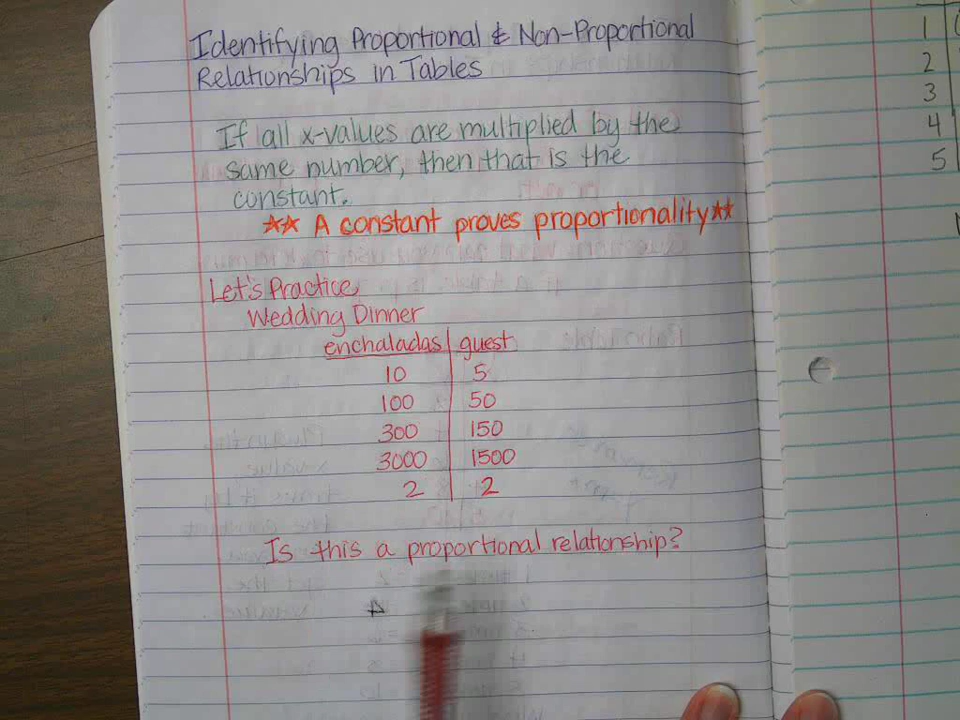 Identifying Proportional & Non-Proportional
Relationships in Tables
If all x-values are multiplied by the
same number, then that is the
constant.
** A constant proves proportionality**
Let's Practice
Wedding Dinner
enchaladas guest
10 5
100 50
300 150
3000 1500
2 2
Is this a proportional relationship?
1
2
3
4
5